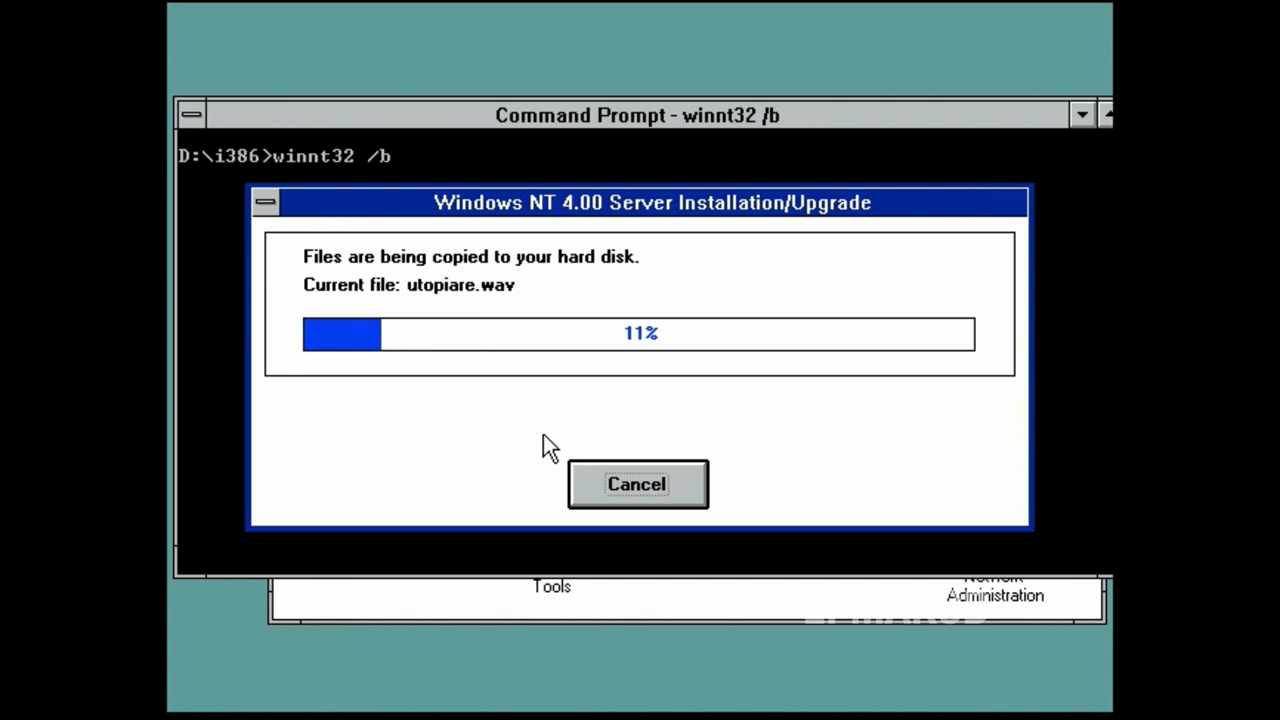 Command Prompt - winnt32 /b
D:\i386>winnt32 /b
Windows NT 4.00 Server Installation/Upgrade
Files are being copied to your hard disk.
Current file: utopiare.wav
11%
Cancel
Tools
Network
Administration